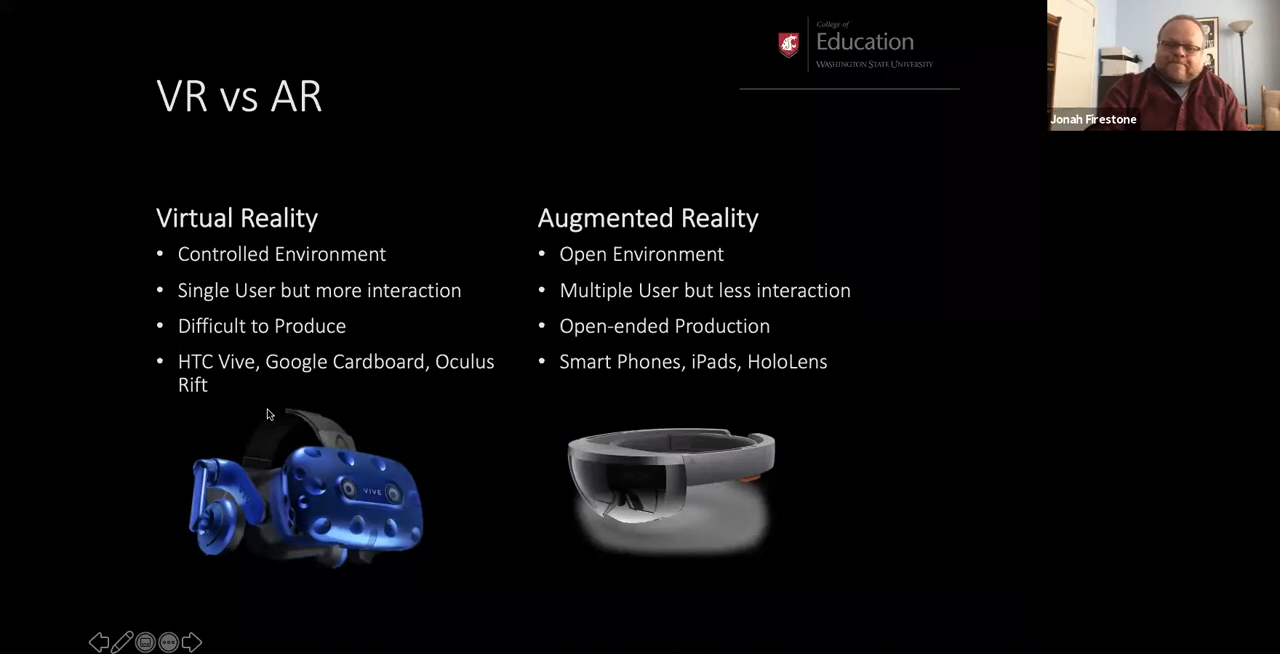 College of
Education
WASHINGTON STATE UNIVERSITY
VR vs AR
Jonah Firestone
Virtual Reality
• Controlled Environment
• Single User but more interaction
• Difficult to Produce
• HTC Vive, Google Cardboard, Oculus
Rift
Augmented Reality
• Open Environment
• Multiple User but less interaction
• Open-ended Production
• Smart Phones, iPads, HoloLens
VIVE